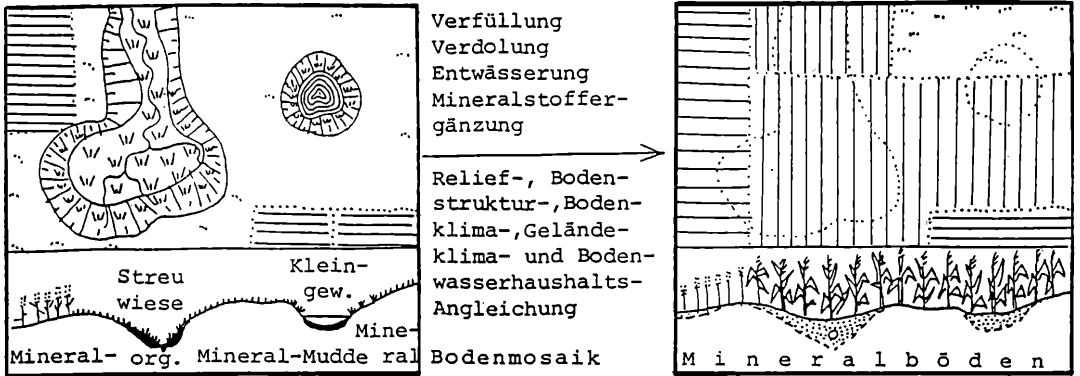 Verfüllung
Verdolung
Entwässerung
Mineralstoffer-
gänzung
Relief-, Boden-
struktur-,Boden-
klima-,Gelände-
klima- und Boden-
wasserhaushalts-
Angleichung
Streu
wiese
Klein-
gew.
Mine-
Mineral- org. Mineral-Mudde ral
Bodenmosaik
Mineralböden